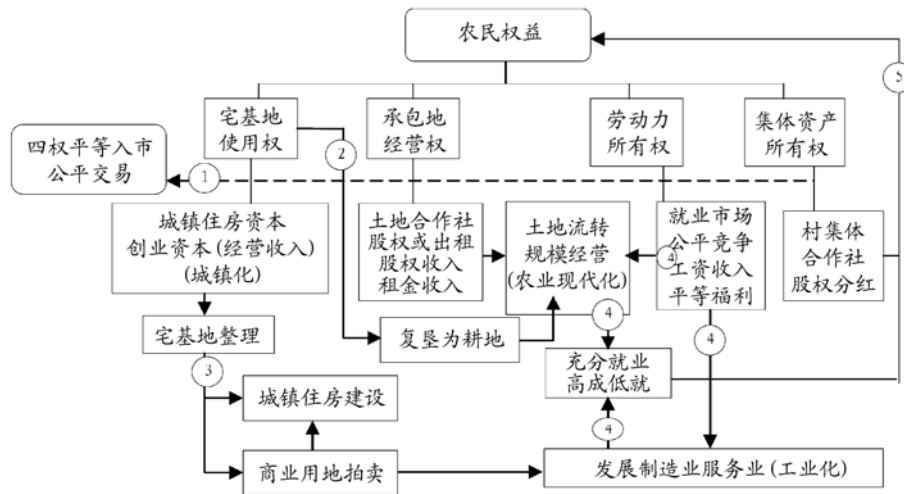 农民权益
5
宅基地
使用权
承包地
经营权
劳动力
所有权
集体资产
所有权
四权平等入市
公平交易
2
1
城镇住房资本
创业资本(经营收入)
(城镇化)
土地合作社
股权或出租
股权收入
租金收入
土地流转
规模经营
(农业现代化)
4
就业市场
公平竞争
工资收入
平等福利
村集体
合作社
股权分红
宅基地整理
复垦为耕地
4
4
3
充分就业
高成低就
城镇住房建设
4
商业用地拍卖
发展制造业服务业(工业化)